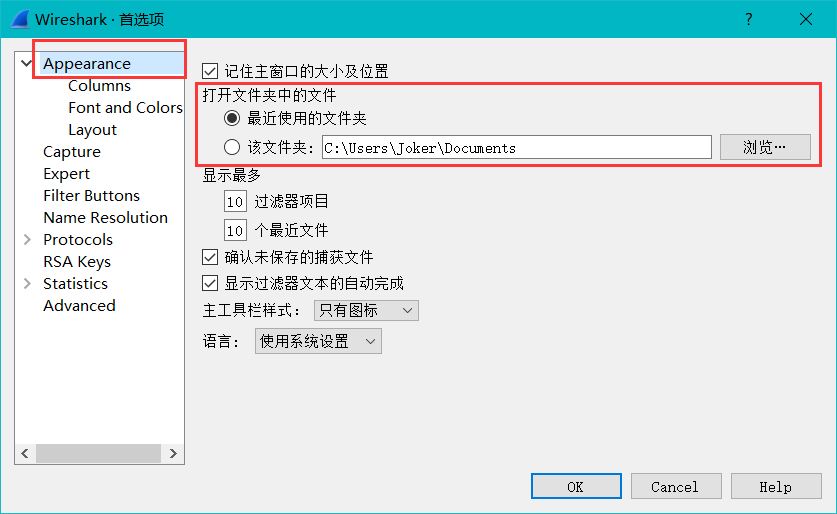 Wireshark · 首选项
?
Appearance
Columns
Font and Colors
Layout
Capture
Expert
Filter Buttons
Name Resolution
Protocols
RSA Keys
Statistics
Advanced
记住主窗口的大小及位置
打开文件夹中的文件
最近使用的文件夹
该文件夹: C:\Users\Joker\Documents 浏览…
显示最多
10 过滤器项目
10 个最近文件
确认未保存的捕获文件
显示过滤器文本的自动完成
主工具栏样式: 只有图标
语言: 使用系统设置
OK Cancel Help